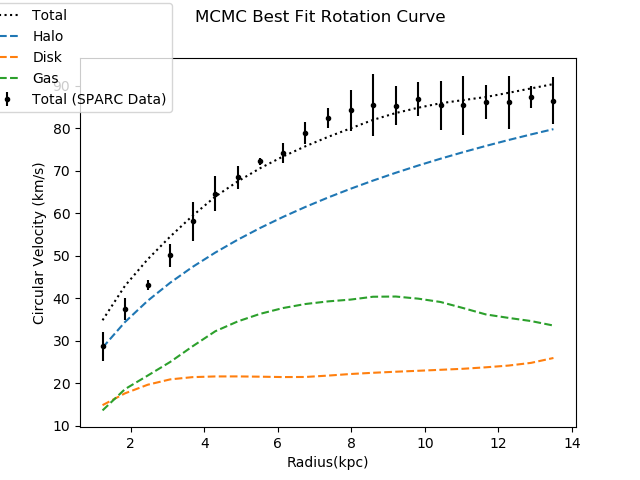 MCMC Best Fit Rotation Curve
Total
Halo
Disk
Gas
Total (SPARC Data)
90
80
70
60
50
40
30
20
10
Circular Velocity (km/s)
2 4 6 8 10 12 14
Radius(kpc)